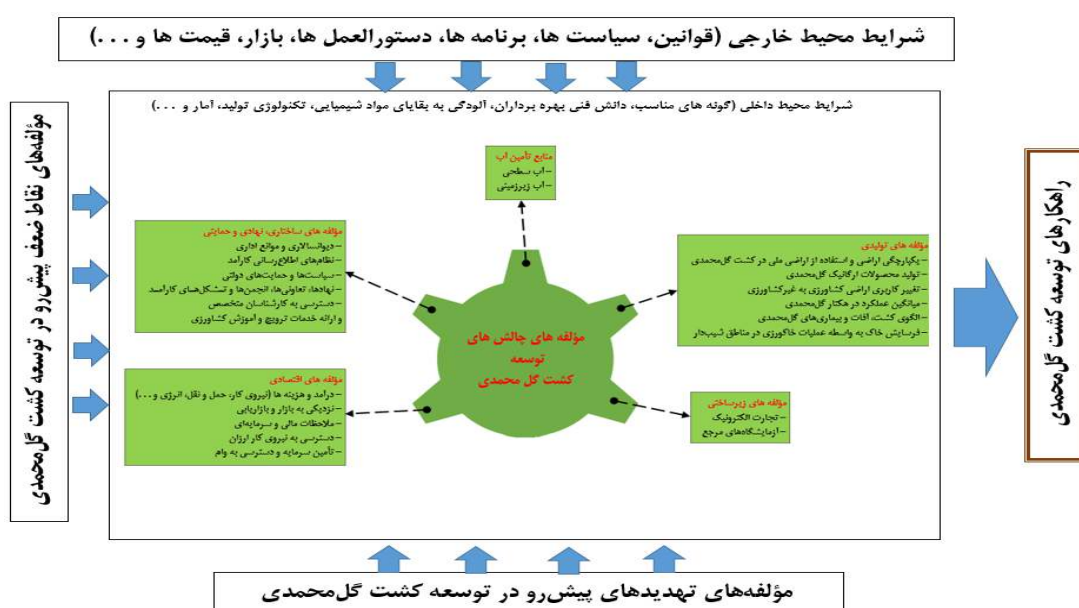 شرایط محیط خارجی (قوانین، سیاست ها، برنامه ها، دستورالعمل ها، بازار، قیمت ها و . . .)
شرایط محیط داخلی (گونه های مناسب، دانش فنی بهره برداران، آلودگی به بقایای مواد شیمیایی، تکنولوژی تولید، آمار و . . .)
راهکارهای توسعه کشت گل‌محمدی
منابع تأمین آب
–آب سطحی
–آب زیرزمینی
مؤلفه های تولیدی
–یکپارچگی اراضی و استفاده از اراضی ملی در کشت گل‌محمدی
–تولید محصولات ارگانیک گل‌محمدی
–تغییر کاربری اراضی کشاورزی به غیرکشاورزی
–میانگین عملکرد در هکتار گل‌محمدی
–الگوی کشت، آفات و بیماری‌های گل‌محمدی
–فرسایش خاک به واسطه عملیات خاکورزی در مناطق شیب‌دار
مؤلفه های ساختاری، نهادی و حمایتی
–دیوانسالاری و موانع اداری
–نظام‌های اطلاع‌رسانی کارآمد
–سیاست‌ها و حمایت‌های دولتی
–نهادها، تعاونی‌ها، انجمن‌ها و تشکل‌های کارآمد
–دسترسی به کارشناسان متخصص
و ارائه خدمات ترویج و آموزش کشاورزی
مؤلفه های چالش های
توسعه
کشت گل محمدی
مؤلفه های زیرساختی
–تجارت الکترونیک
–آزمایشگاه‌های مرجع
مؤلفه های اقتصادی
–درآمد و هزینه ها (نیروی کار، حمل و نقل، انرژی و. . .)
–نزدیکی به بازار و بازاریابی
–ملاحظات مالی و سرمایه‌ای
–دسترسی به نیروی کار ارزان
–تأمین سرمایه و دسترسی به وام
مؤلفه‌های نقاط ضعف پیش‌رو در توسعه کشت گل‌محمدی
مؤلفه‌های تهدیدهای پیش‌رو در توسعه کشت گل‌محمدی